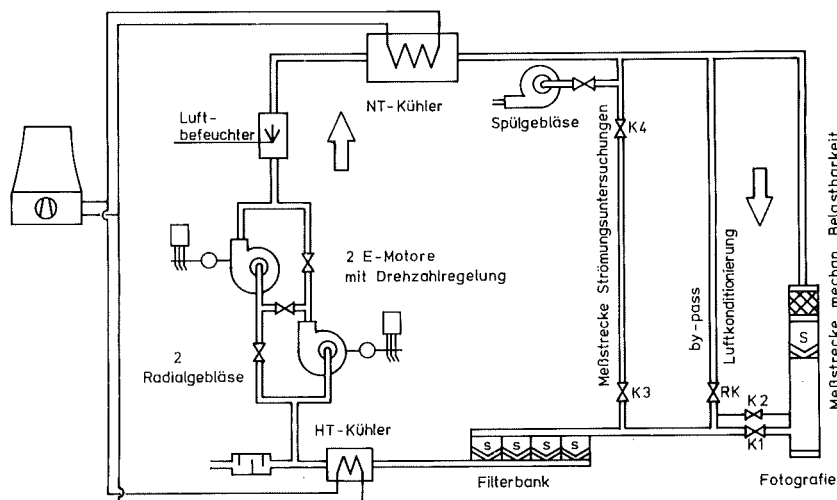 NT-Kühler
Luft-
befeuchter
Spülgebläse
K4
Meßstrecke Strömungsuntersuchungen
by-pass
Luftkonditionierung
Meßstrecke mechan. Belastbarkeit
2 E-Motore
mit Drehzahlregelung
2
Radialgebläse
S
K3
RK
K2
K1
HT-Kühler
S S S S
Filterbank
Fotografie